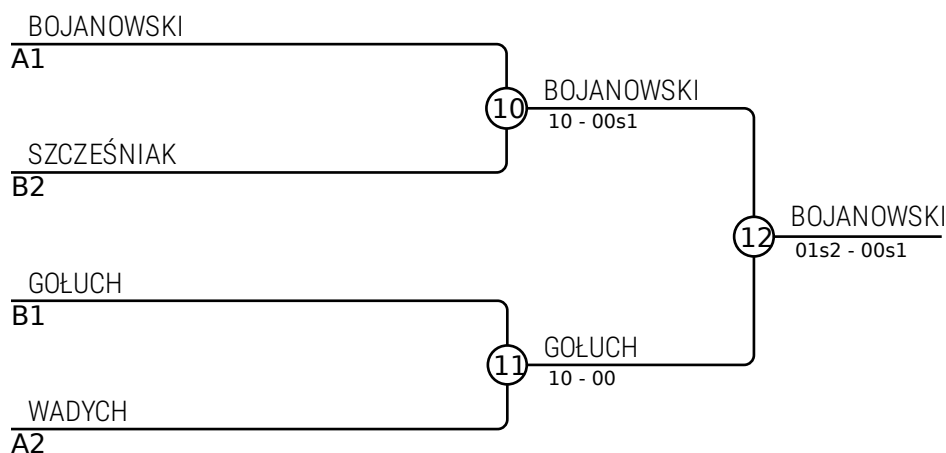 BOJANOWSKI
A1
10
BOJANOWSKI
10 - 00s1
SZCZEŚNIAK
B2
12
BOJANOWSKI
01s2 - 00s1
GOŁUCH
B1
11
GOŁUCH
10 - 00
WADYCH
A2